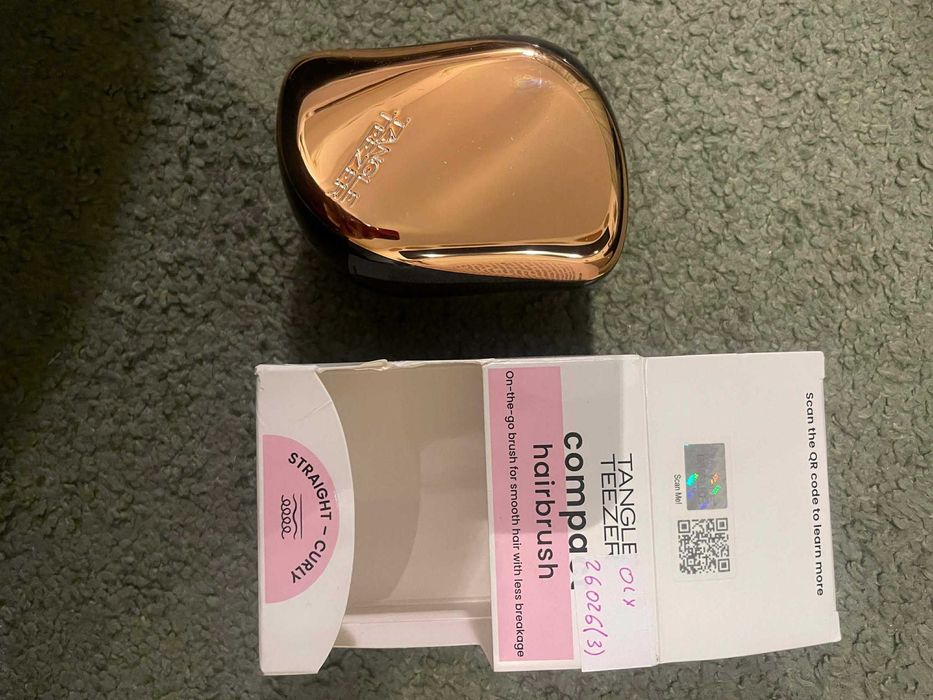 TANGLE
TEEZER
STRAIGHT – CURLY
TANGLE
TEEZER
compa
hairbrush
On-the-go brush for smooth hair with less breakage
OLX
26026(3)
Scan Me!
Scan the QR code to learn more